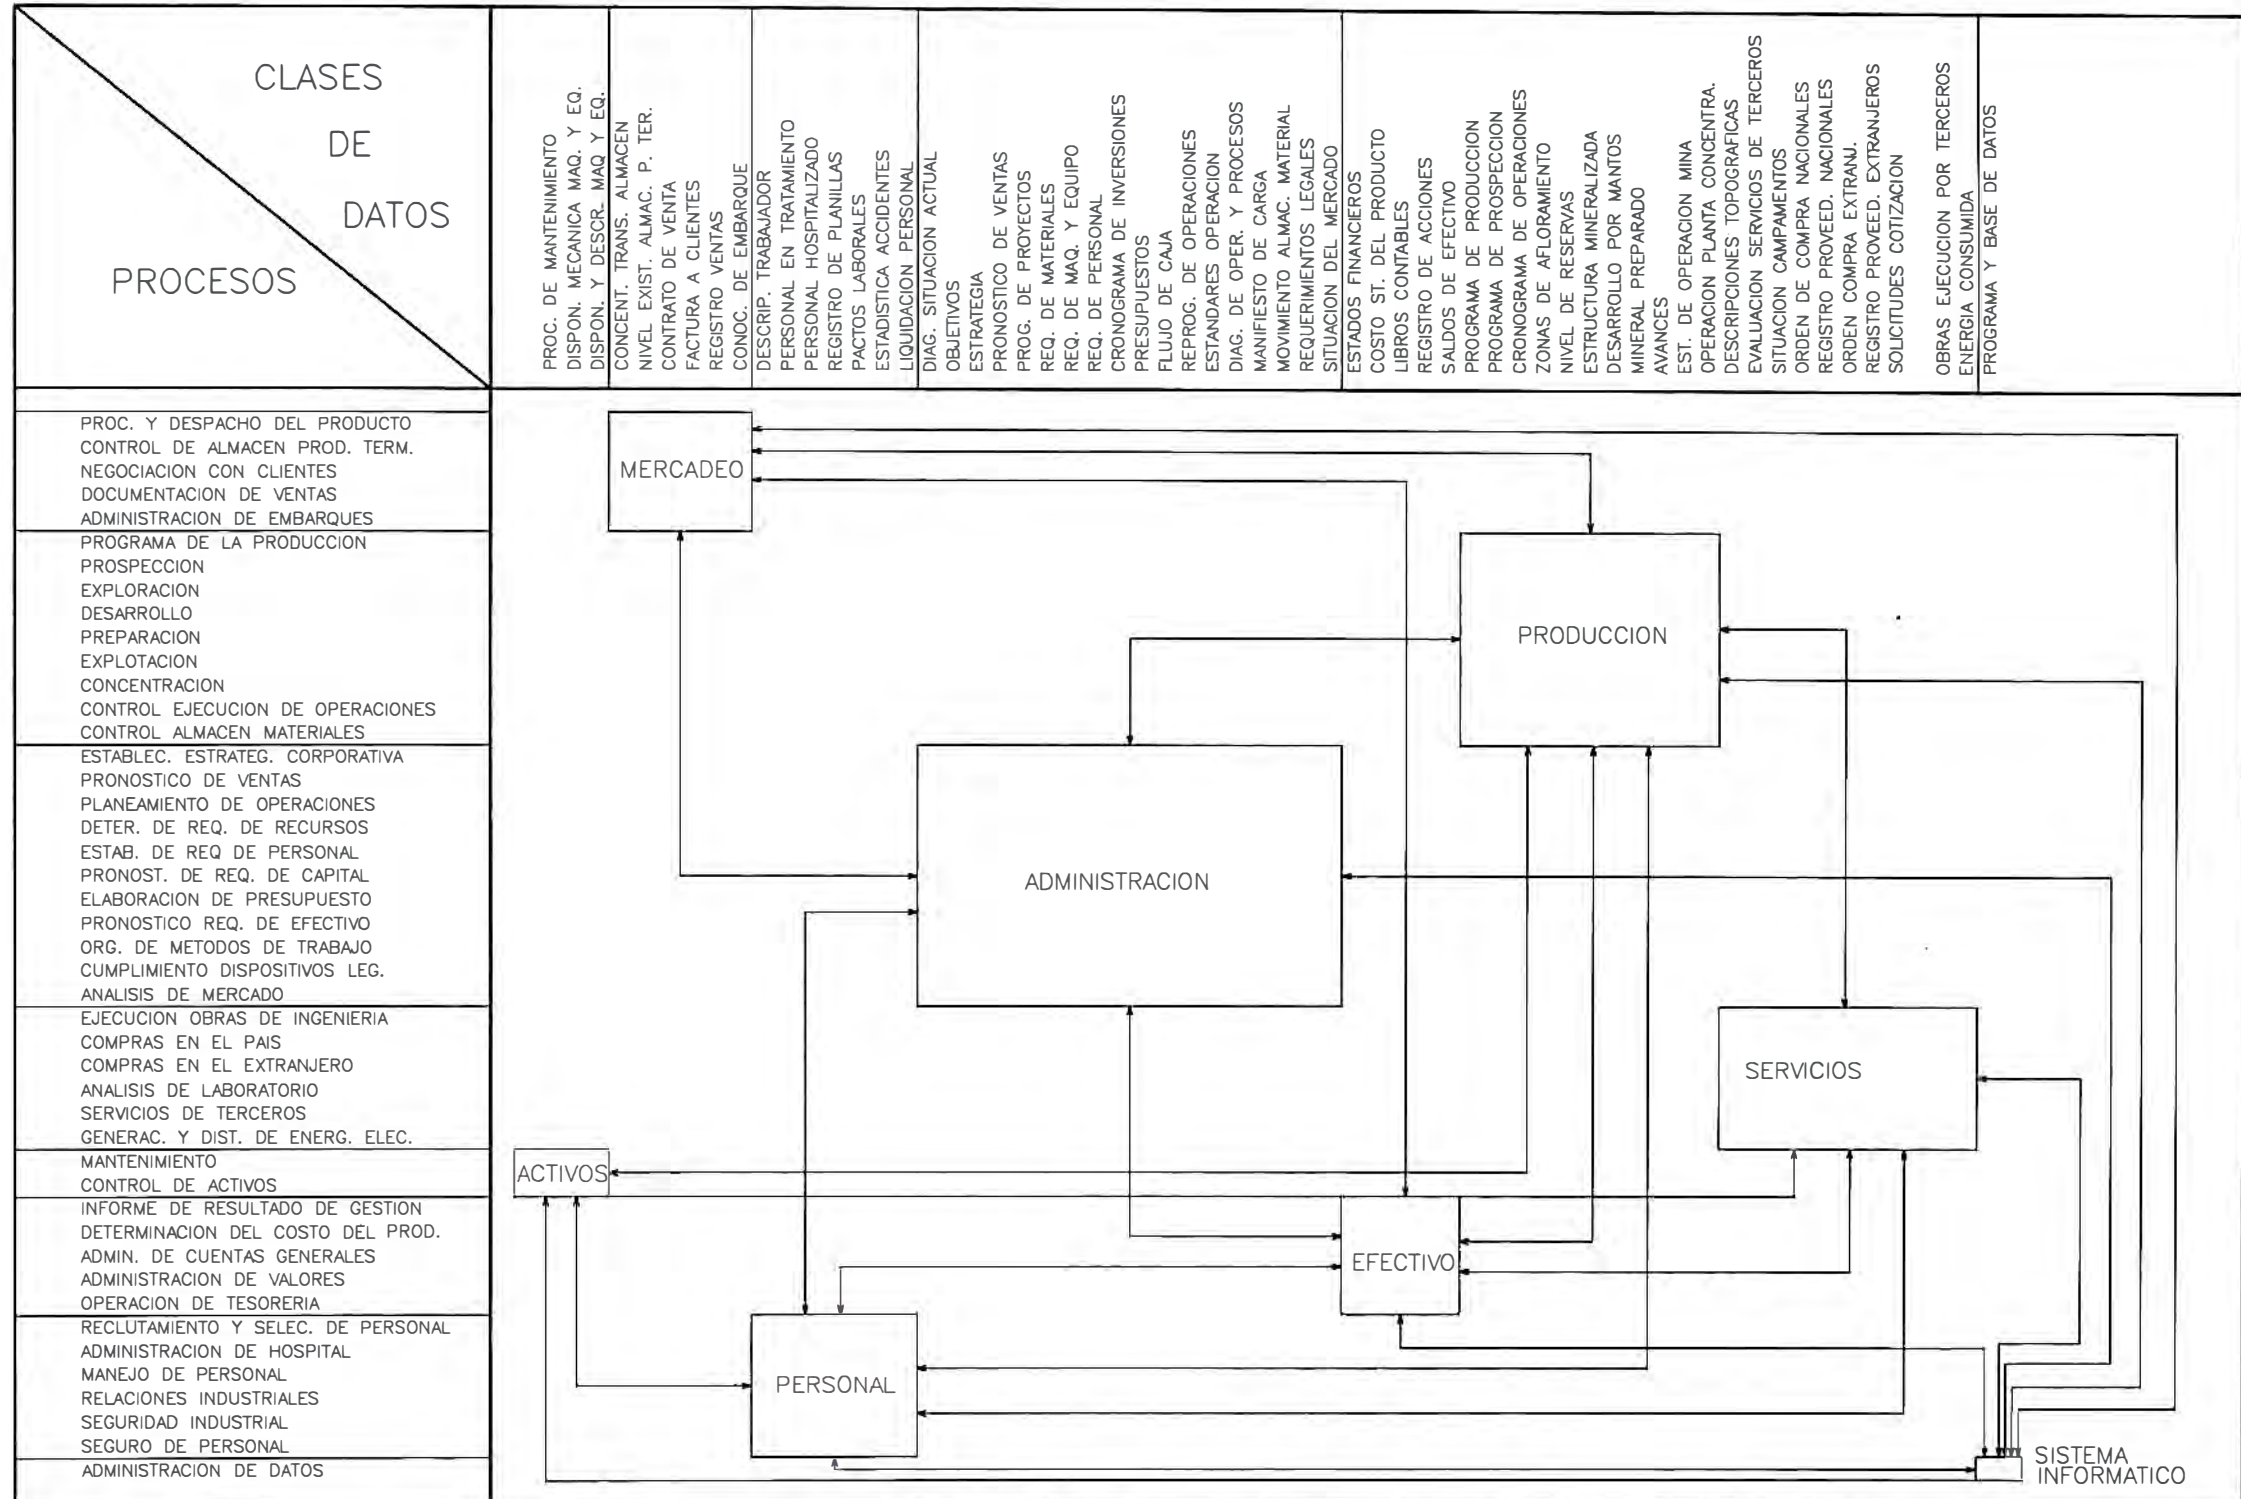 CLASES
DE
DATOS
PROCESOS
PROC. DE MANTENIMIENTO
DISPON. MECANICA MAQ. Y EQ.
DISPON. Y DESCR. MAQ Y EQ.
CONCENT. TRANS. ALMACEN
NIVEL EXIST. ALMAC. P. TER.
CONTRATO DE VENTA
FACTURA A CLIENTES
REGISTRO VENTAS
CONOC. DE EMBARQUE
DESCRIP. TRABAJADOR
PERSONAL EN TRATAMIENTO
PERSONAL HOSPITALIZADO
REGISTRO DE PLANILLAS
PACTOS LABORALES
ESTADISTICA ACCIDENTES
LIQUIDACION PERSONAL
DIAG. SITUACION ACTUAL
OBJETIVOS
ESTRATEGIA
PRONOSTICO DE VENTAS
PROG. DE PROYECTOS
REQ. DE MATERIALES
REQ. DE MAQ. Y EQUIPO
REQ. DE PERSONAL
CRONOGRAMA DE INVERSIONES
PRESUPUESTOS
FLUJO DE CAJA
REPROG. DE OPERACIONES
ESTANDARES OPERACION
DIAG. DE OPER. Y PROCESOS
MANIFIESTO DE CARGA
MOVIMIENTO ALMAC. MATERIAL
REQUERIMIENTOS LEGALES
SITUACION DEL MERCADO
ESTADOS FINANCIEROS
COSTO ST. DEL PRODUCTO
LIBROS CONTABLES
REGISTRO DE ACCIONES
SALDOS DE EFECTIVO
PROGRAMA DE PRODUCCION
PROGRAMA DE PROSPECCION
CRONOGRAMA DE OPERACIONES
ZONAS DE AFLORAMIENTO
NIVEL DE RESERVAS
ESTRUCTURA MINERALIZADA
DESARROLLO POR MANTOS
MINERAL PREPARADO
AVANCES
EST. DE OPERACION MINA
OPERACION PLANTA CONCENTRA.
DESCRIPCIONES TOPOGRAFICAS
EVALUACION SERVICIOS DE TERCEROS
SITUACION CAMPAMENTOS
ORDEN DE COMPRA NACIONALES
REGISTRO PROVEED. NACIONALES
ORDEN COMPRA EXTRANJ.
REGISTRO PROVEED. EXTRANJEROS
SOLICITUDES COTIZACION
OBRAS EJECUCION POR TERCEROS
ENERGIA CONSUMIDA
PROGRAMA Y BASE DE DATOS
PROC. Y DESPACHO DEL PRODUCTO
CONTROL DE ALMACEN PROD. TERM.
NEGOCIACION CON CLIENTES
DOCUMENTACION DE VENTAS
ADMINISTRACION DE EMBARQUES
PROGRAMA DE LA PRODUCCION
PROSPECCION
EXPLORACION
DESARROLLO
PREPARACION
EXPLOTACION
CONCENTRACION
CONTROL EJECUCION DE OPERACIONES
CONTROL ALMACEN MATERIALES
ESTABLEC. ESTRATEG. CORPORATIVA
PRONOSTICO DE VENTAS
PLANEAMIENTO DE OPERACIONES
DETER. DE REQ. DE RECURSOS
ESTAB. DE REQ DE PERSONAL
PRONOST. DE REQ. DE CAPITAL
ELABORACION DE PRESUPUESTO
PRONOSTICO REQ. DE EFECTIVO
ORG. DE METODOS DE TRABAJO
CUMPLIMIENTO DISPOSITIVOS LEG.
ANALISIS DE MERCADO
EJECUCION OBRAS DE INGENIERIA
COMPRAS EN EL PAIS
COMPRAS EN EL EXTRANJERO
ANALISIS DE LABORATORIO
SERVICIOS DE TERCEROS
GENERAC. Y DIST. DE ENERG. ELEC.
MANTENIMIENTO
CONTROL DE ACTIVOS
INFORME DE RESULTADO DE GESTION
DETERMINACION DEL COSTO DEL PROD.
ADMIN. DE CUENTAS GENERALES
ADMINISTRACION DE VALORES
OPERACION DE TESORERIA
RECLUTAMIENTO Y SELEC. DE PERSONAL
ADMINISTRACION DE HOSPITAL
MANEJO DE PERSONAL
RELACIONES INDUSTRIALES
SEGURIDAD INDUSTRIAL
SEGURO DE PERSONAL
ADMINISTRACION DE DATOS
MERCADEO
PRODUCCION
ADMINISTRACION
SERVICIOS
ACTIVOS
EFECTIVO
PERSONAL
SISTEMA
INFORMATICO